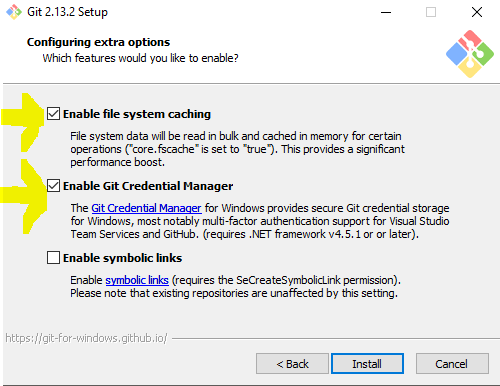 Git 2.13.2 Setup
Configuring extra options
Which features would you like to enable?
Enable file system caching
File system data will be read in bulk and cached in memory for certain
operations ("core.fscache" is set to "true"). This provides a significant
performance boost.
Enable Git Credential Manager
The Git Credential Manager for Windows provides secure Git credential storage
for Windows, most notably multi-factor authentication support for Visual Studio
Team Services and GitHub. (requires .NET framework v4.5.1 or or later).
Enable symbolic links
Enable symbolic links (requires the SeCreateSymbolicLink permission).
Please note that existing repositories are unaffected by this setting.
https://git-for-windows.github.io/
< Back
Install
Cancel